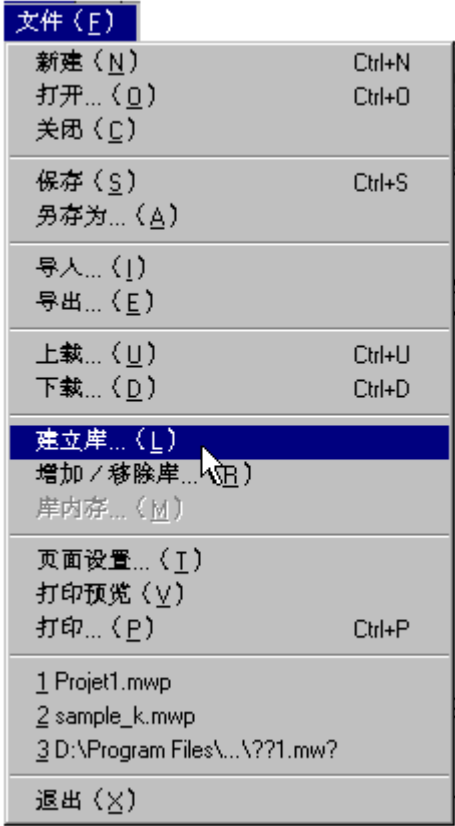 文件（F）
新建（N） Ctrl+N
打开...（O） Ctrl+O
关闭（C）
保存（S） Ctrl+S
另存为...（A）
导入...（I）
导出...（E）
上载...（U） Ctrl+U
下载...（D） Ctrl+D
建立库...（L）
增加／移除库...（R）
库内存...（M）
页面设置...（T）
打印预览（V）
打印...（P） Ctrl+P
1 Projet1.mwp
2 sample_k.mwp
3 D:\Program Files\...\??1.mw?
退出（X）